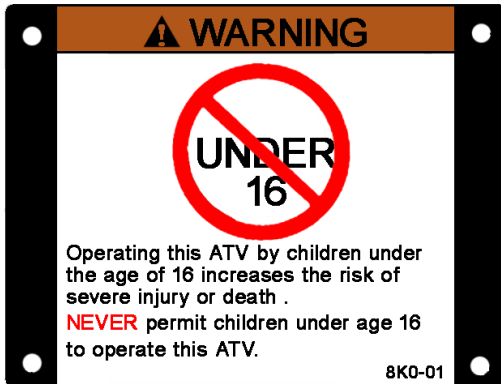 WARNING
UNDER
16
Operating this ATV by children under
the age of 16 increases the risk of
severe injury or death .
NEVER permit children under age 16
to operate this ATV.
8K0-01